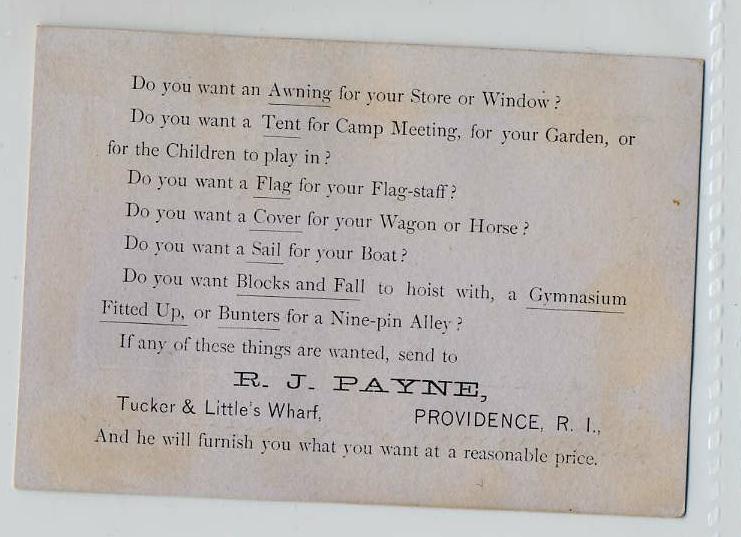 Do you want an Awning for your Store or Window?
Do you want a Tent for Camp Meeting, for your Garden, or
for the Children to play in?
Do you want a Flag for your Flag-staff?
Do you want a Cover for your Wagon or Horse?
Do you want a Sail for your Boat?
Do you want Blocks and Fall to hoist with, a Gymnasium
Fitted Up, or Bunters for a Nine-pin Alley?
If any of these things are wanted, send to
R. J. PAYNE,
Tucker & Little's Wharf, PROVIDENCE, R. I.,
And he will furnish you what you want at a reasonable price.